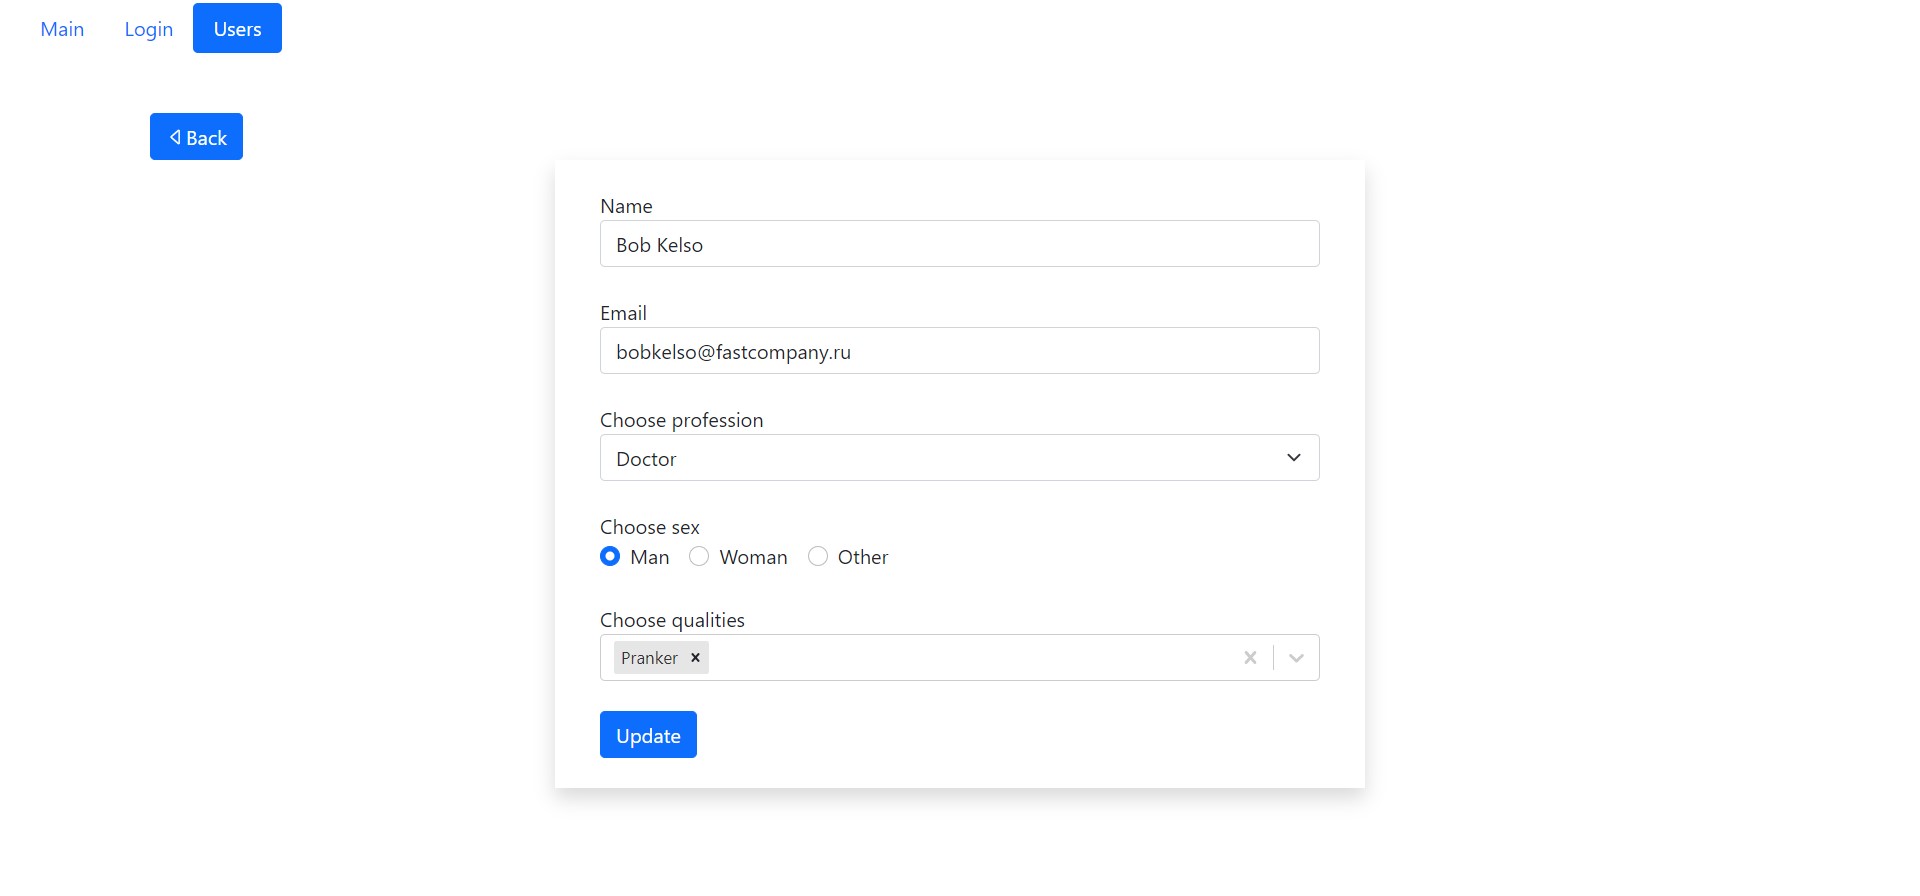 Main Login Users
Back
Name
Bob Kelso
Email
bobkelso@fastcompany.ru
Choose profession
Doctor
Choose sex
Man Woman Other
Choose qualities
Pranker
Update